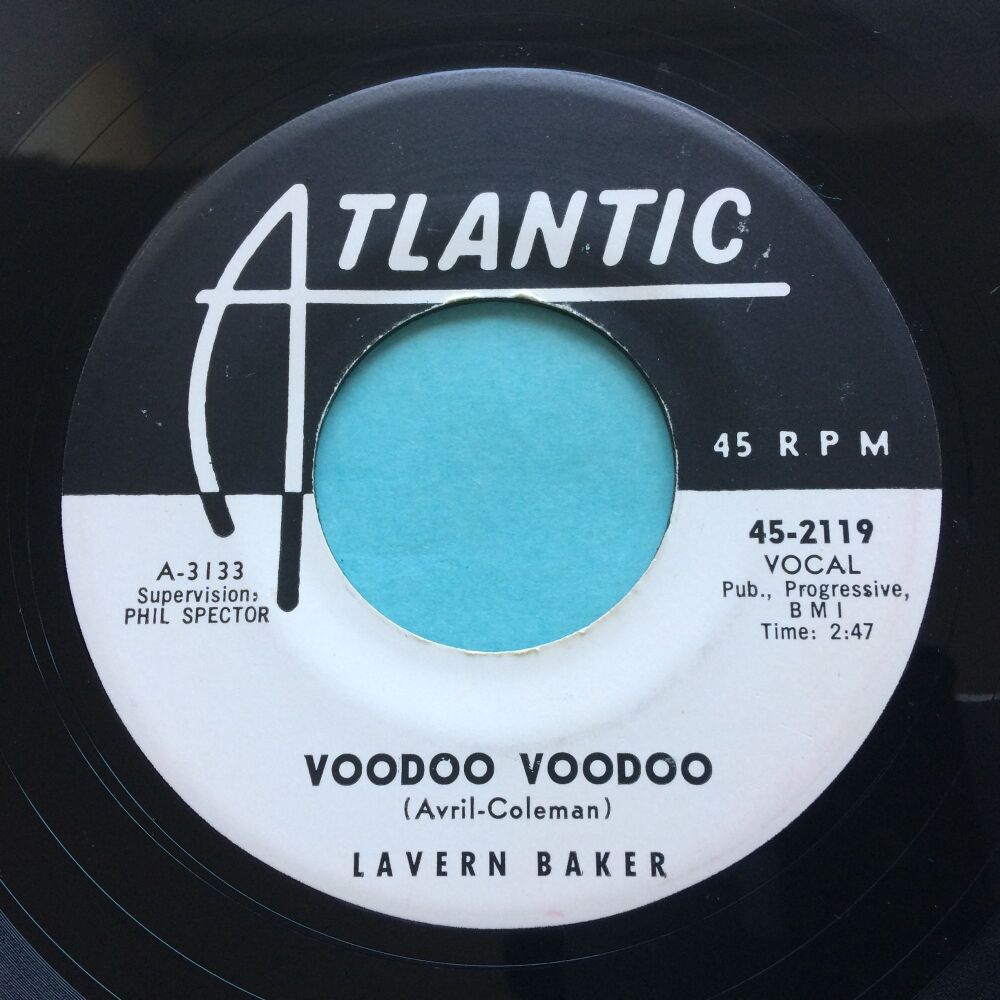 ATLANTIC
45 RPM
A-3133
Supervision:
PHIL SPECTOR
45-2119
VOCAL
Pub., Progressive,
BMI
Time: 2:47
VOODOO VOODOO
(Avril-Coleman)
LAVERN BAKER